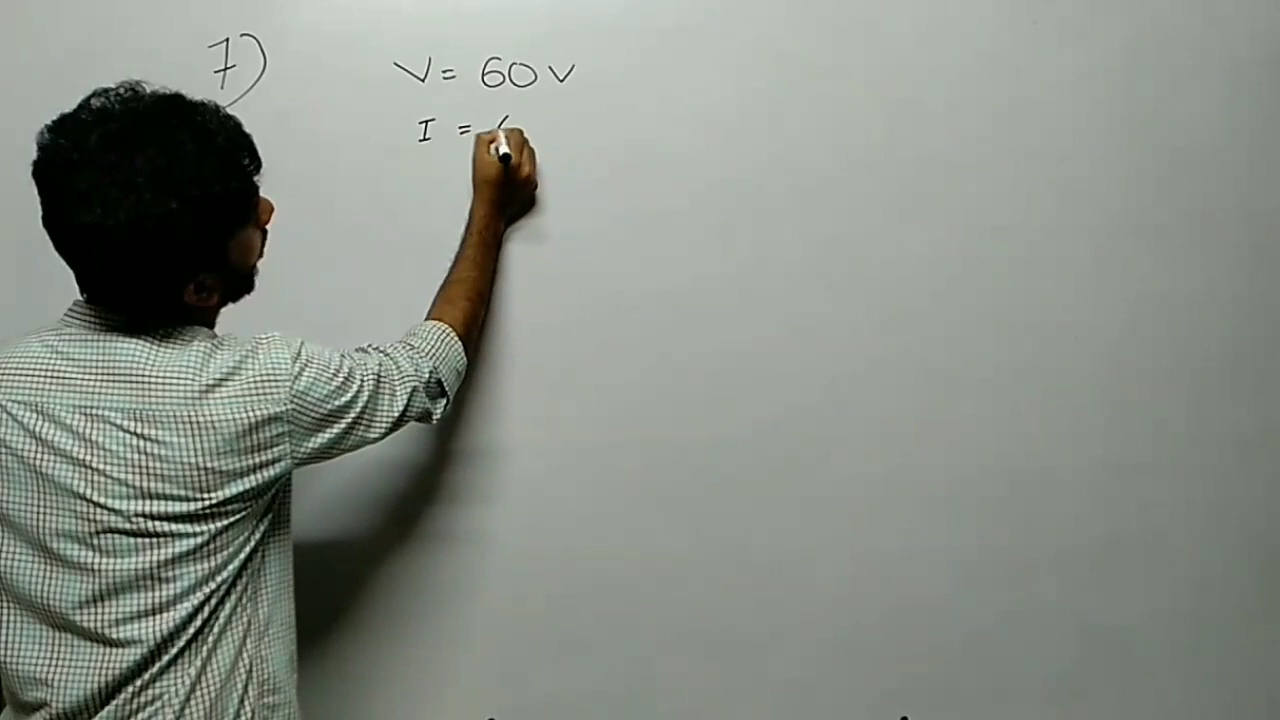 7)
V = 60 V
I =